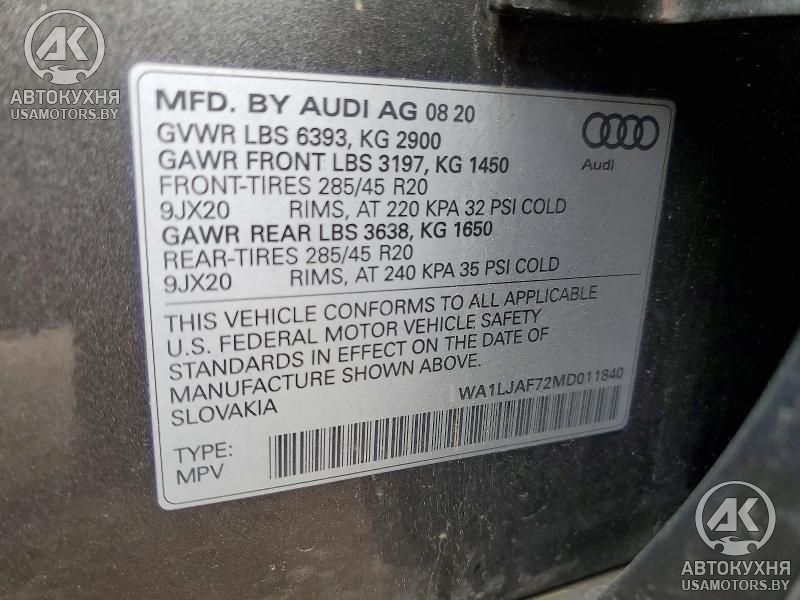 AK
АВТОКУХНЯ
USAMOTORS.BY
MFD. BY AUDI AG 08 20
GVWR LBS 6393, KG 2900
GAWR FRONT LBS 3197, KG 1450
FRONT-TIRES 285/45 R20
9JX20 RIMS, AT 220 KPA 32 PSI COLD
GAWR REAR LBS 3638, KG 1650
REAR-TIRES 285/45 R20
9JX20 RIMS, AT 240 KPA 35 PSI COLD
Audi
THIS VEHICLE CONFORMS TO ALL APPLICABLE
U.S. FEDERAL MOTOR VEHICLE SAFETY
STANDARDS IN EFFECT ON THE DATE OF
MANUFACTURE SHOWN ABOVE.
SLOVAKIA
WA1LJAF72MD011840
TYPE:
MPV
AK
АВТОКУХНЯ
USAMOTORS.BY